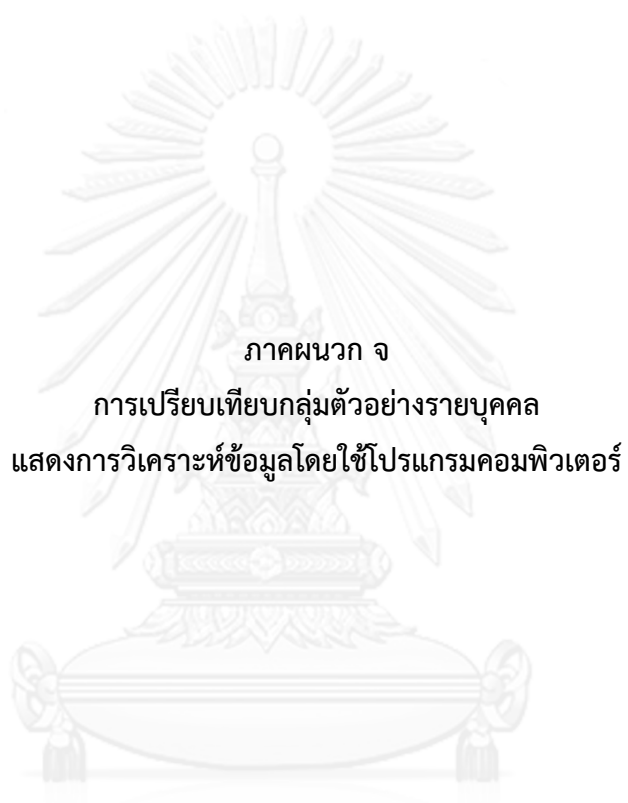 ภาคผนวก จ
การเปรียบเทียบกลุ่มตัวอย่างรายบุคคล
แสดงการวิเคราะห์ข้อมูลโดยใช้โปรแกรมคอมพิวเตอร์